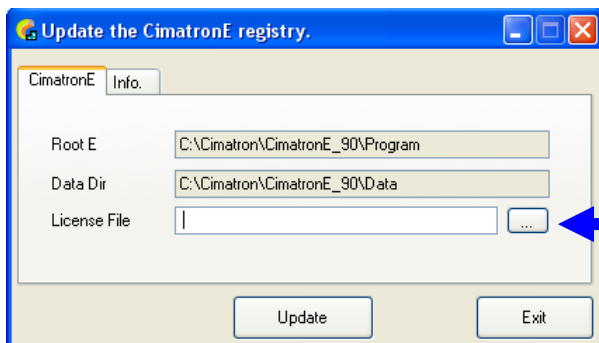 Update the CimatronE registry.
CimatronE Info.
Root E C:\Cimatron\CimatronE_90\Program
Data Dir C:\Cimatron\CimatronE_90\Data
License File ...
Update Exit